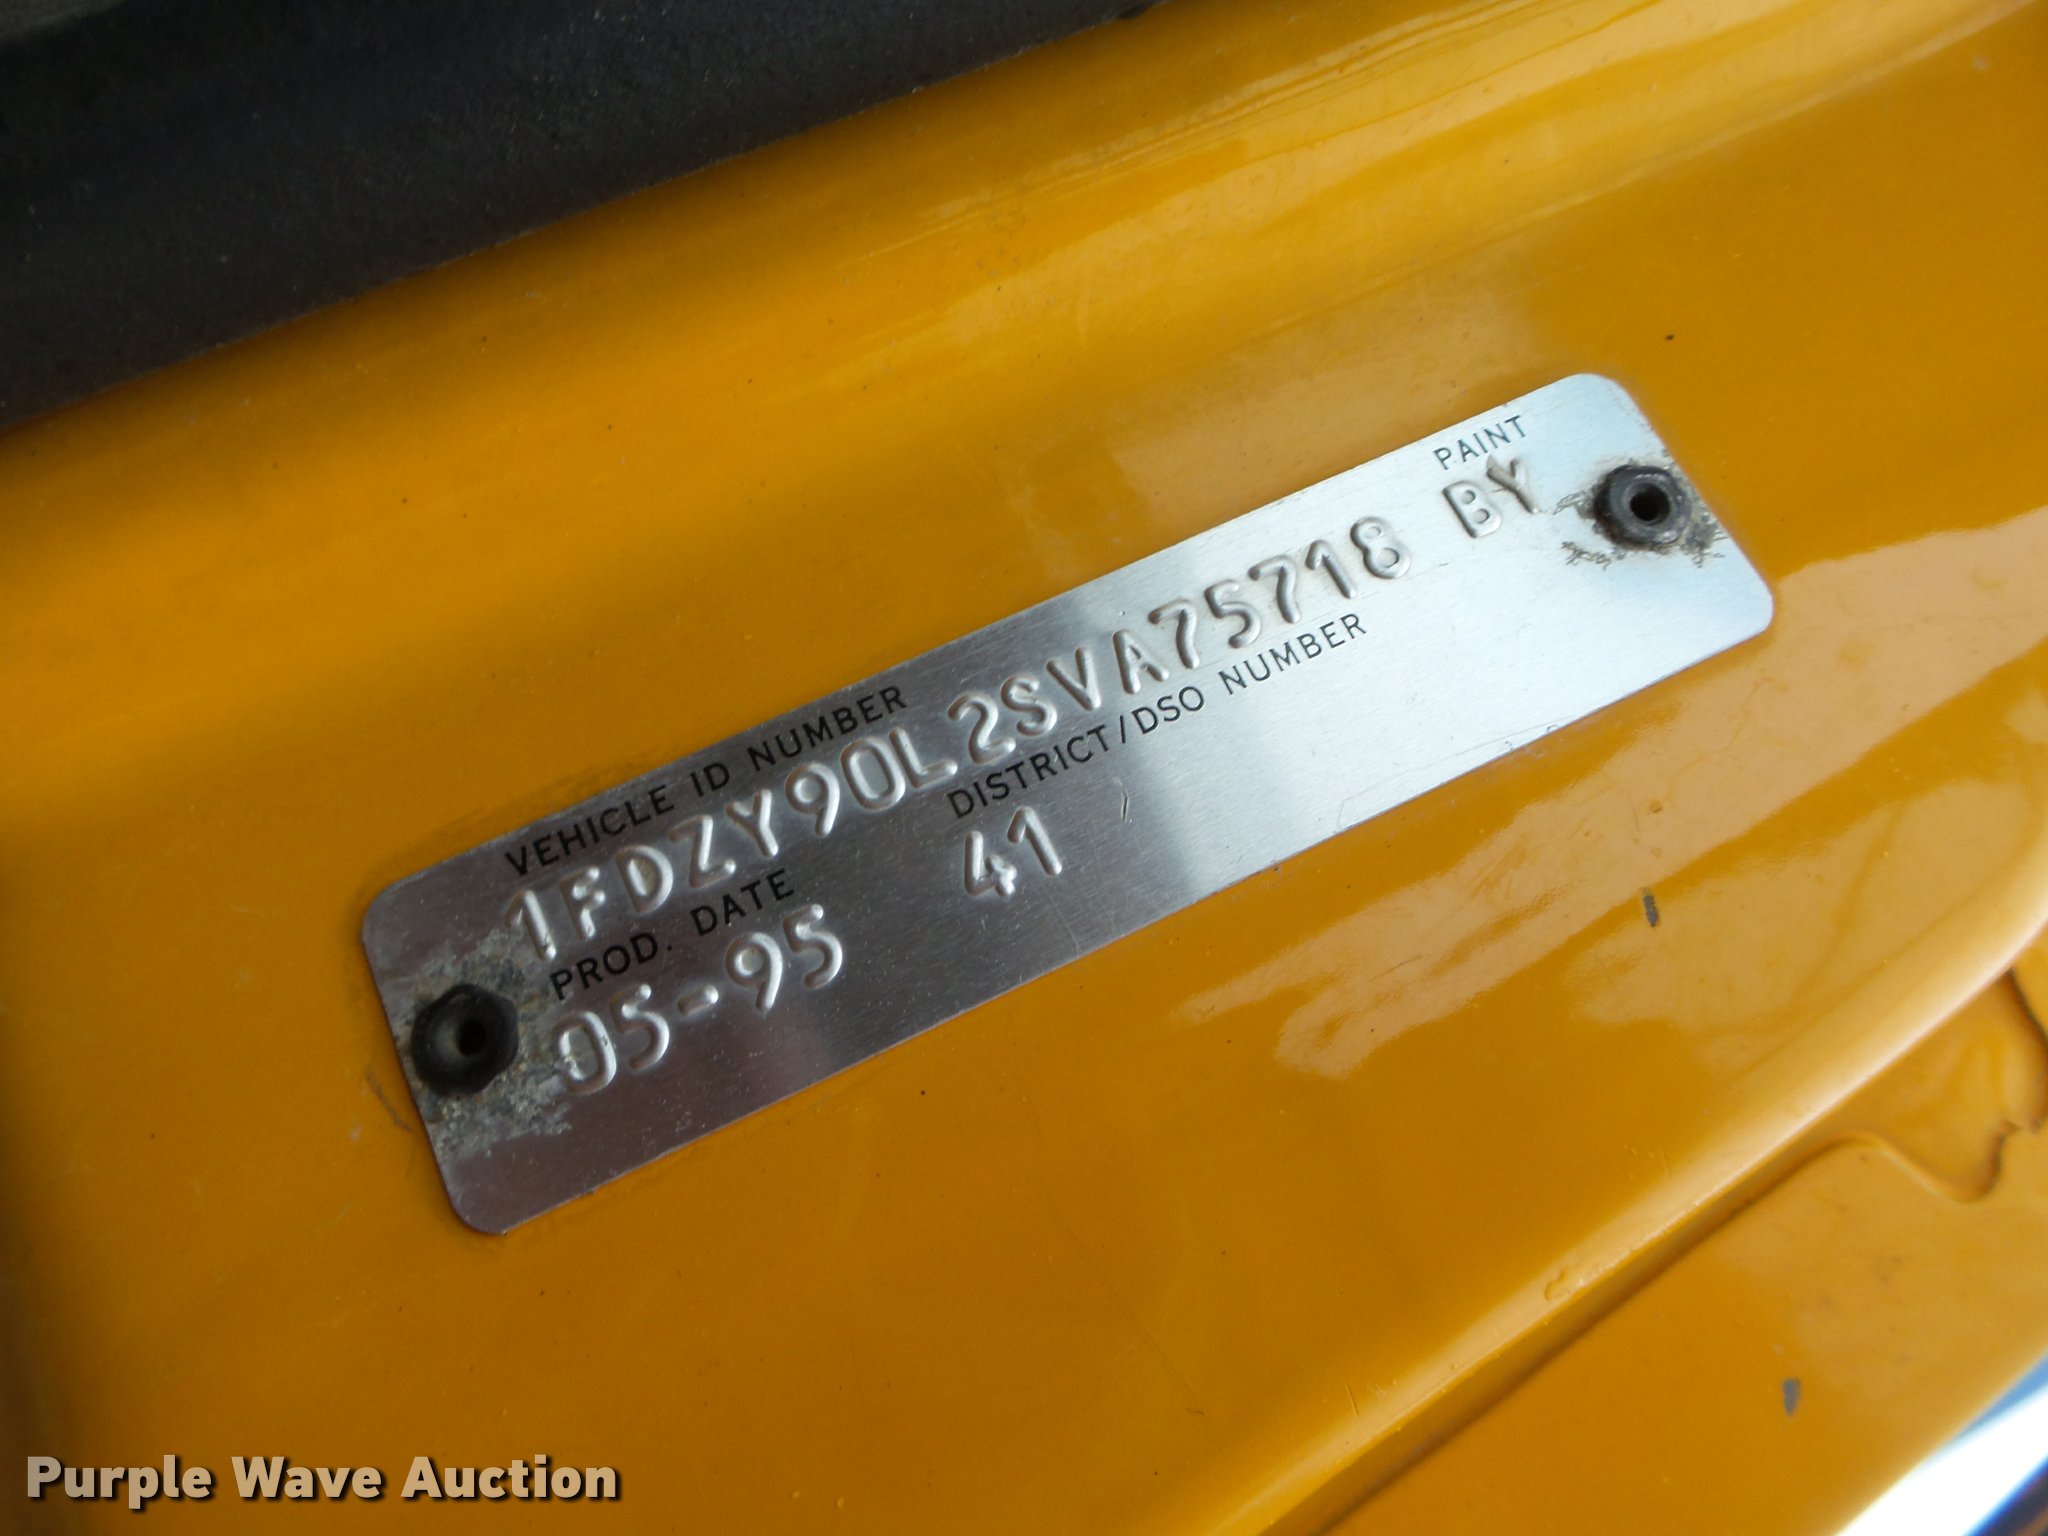 VEHICLE ID NUMBER PAINT
1FDZY90L2SVA75718 BY
PROD. DATE DISTRICT/DSO NUMBER
05-95 41
Purple Wave Auction